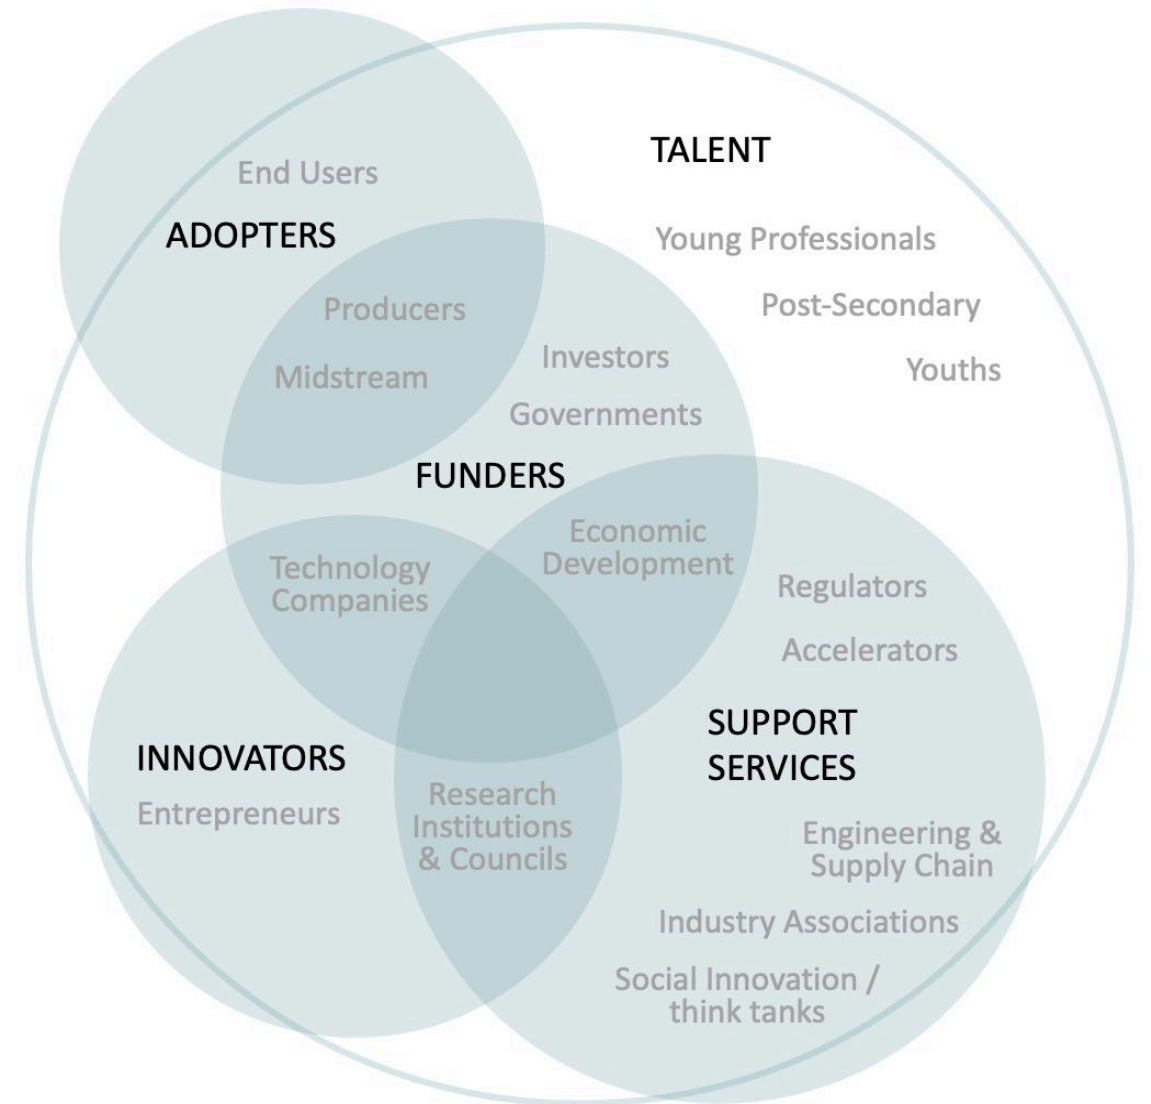 TALENT
End Users
ADOPTERS
Young Professionals
Producers
Post-Secondary
Investors
Youths
Midstream
Governments
FUNDERS
Economic
Development
Technology
Companies
Regulators
Accelerators
SUPPORT
SERVICES
INNOVATORS
Entrepreneurs
Research
Institutions
& Councils
Engineering &
Supply Chain
Industry Associations
Social Innovation /
think tanks